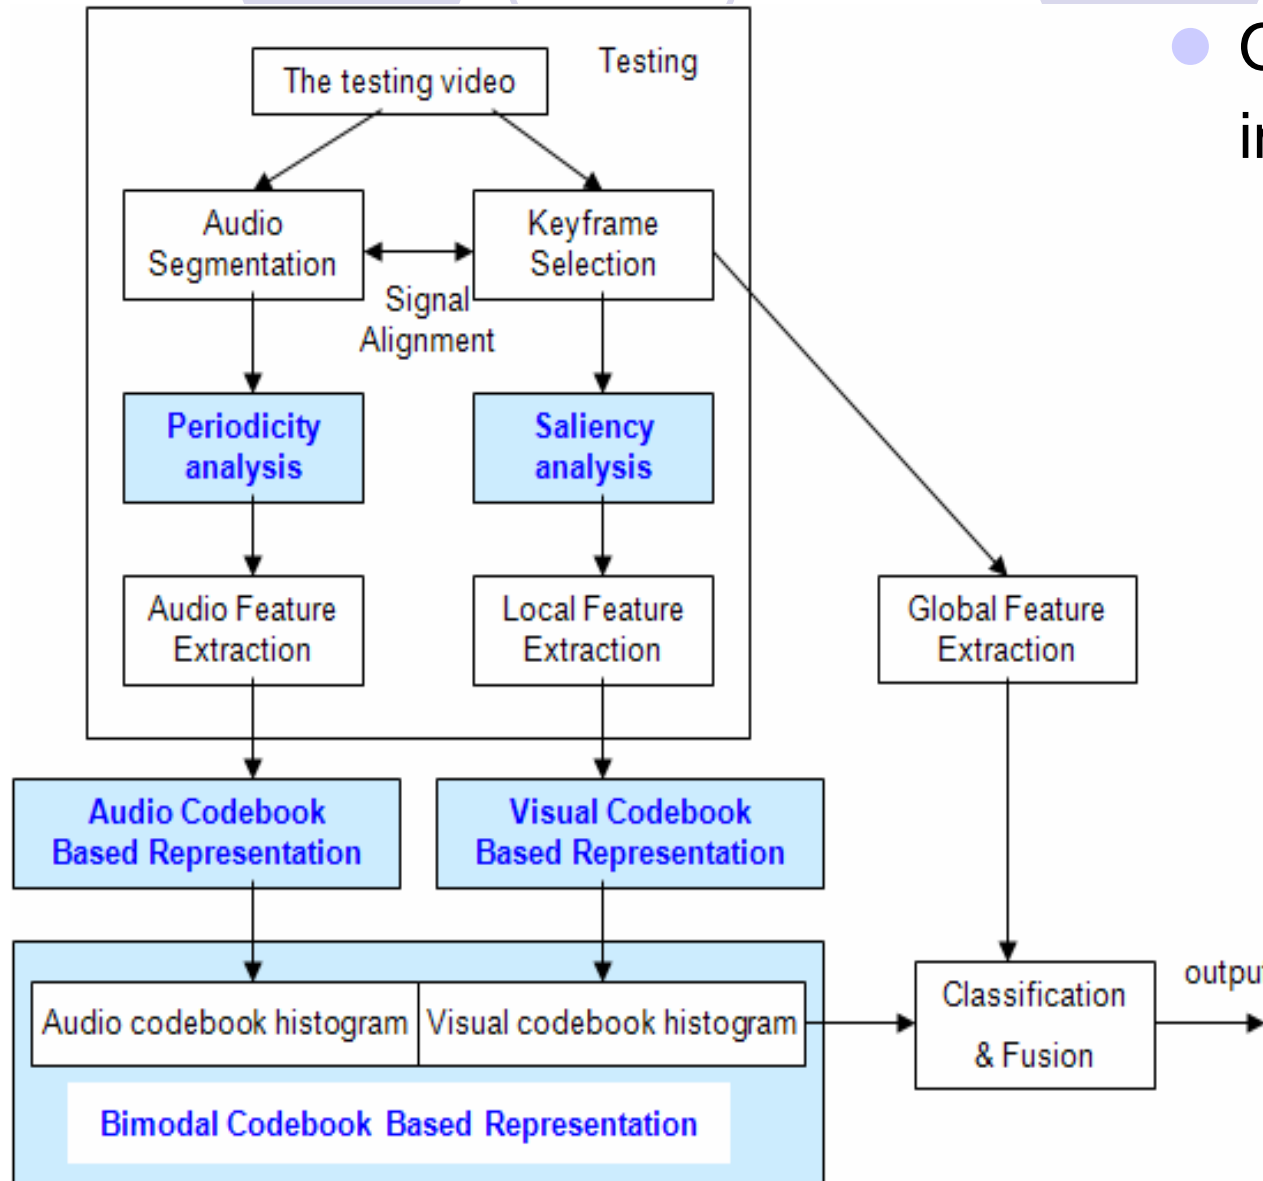 Testing
The testing video
Audio
Segmentation
Keyframe
Selection
Signal
Alignment
Periodicity
analysis
Saliency
analysis
Audio Feature
Extraction
Local Feature
Extraction
Global Feature
Extraction
Audio Codebook
Based Representation
Visual Codebook
Based Representation
Audio codebook histogram
Visual codebook histogram
Classification
& Fusion
output
Bimodal Codebook Based Representation